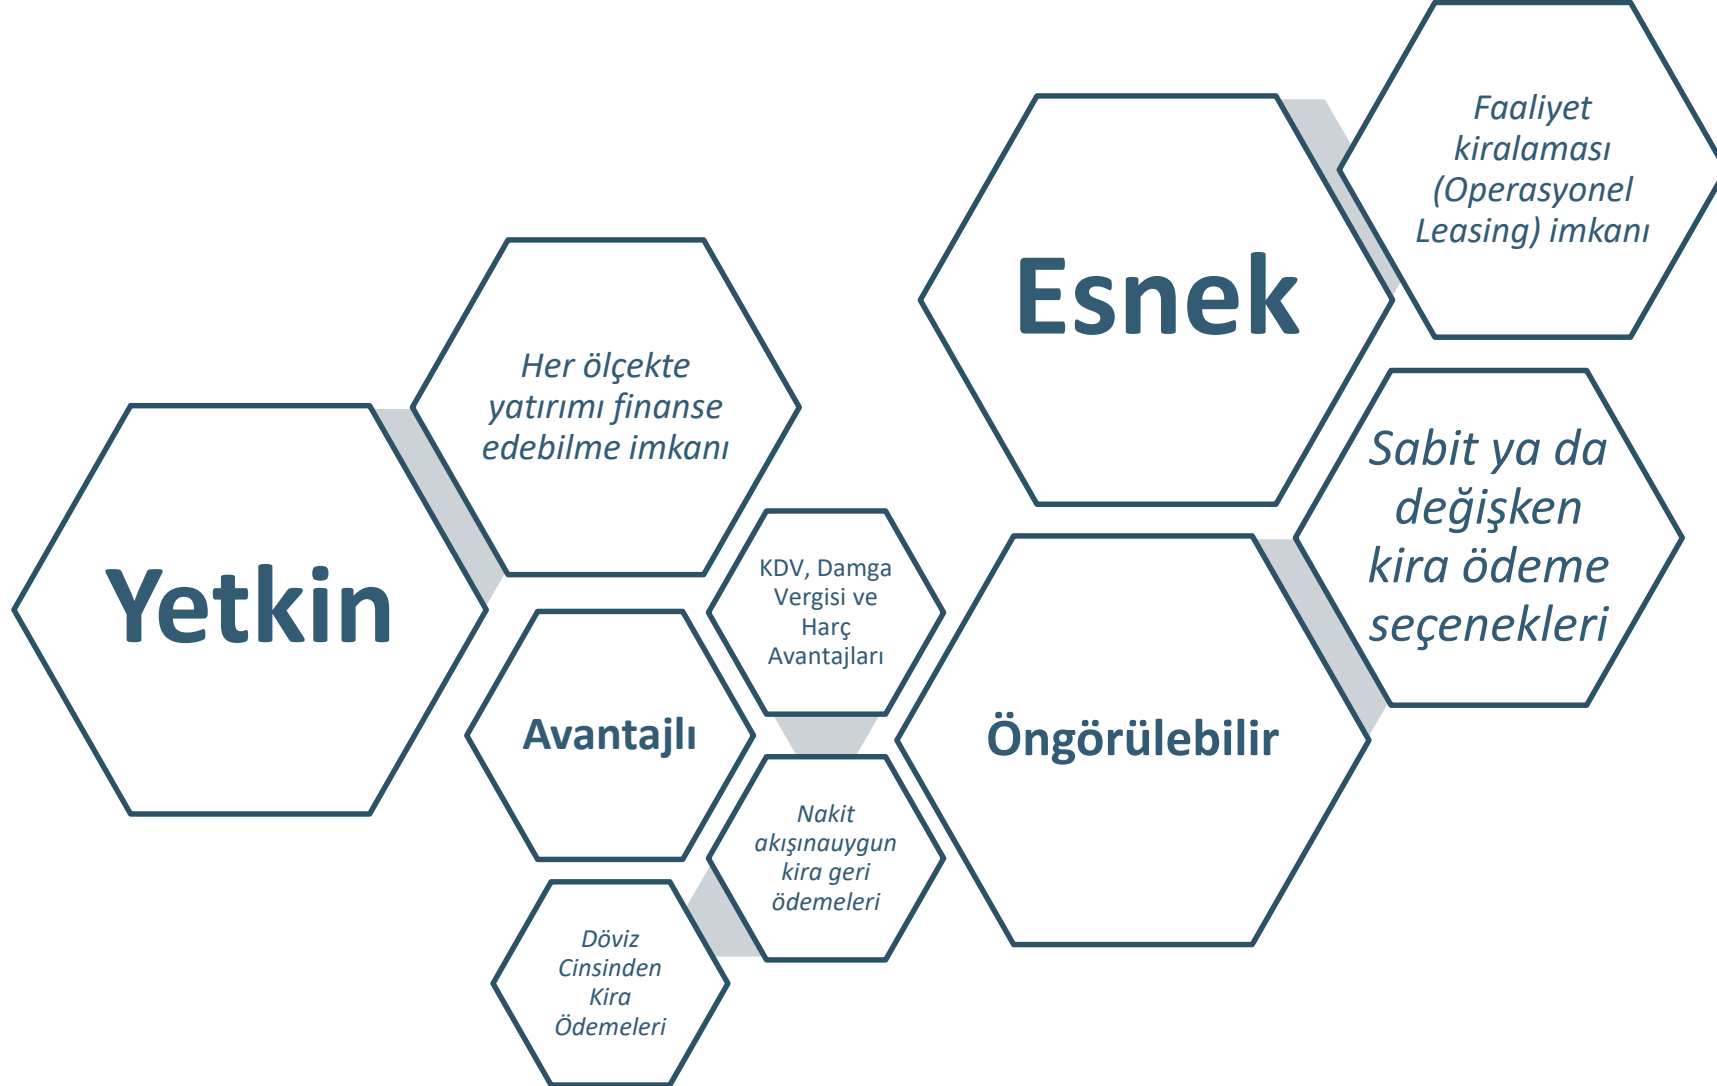 Yetkin
Her ölçekte
yatırımı finanse
edebilme imkanı
Avantajlı
KDV, Damga
Vergisi ve
Harç
Avantajları
Nakit
akışınauygun
kira geri
ödemeleri
Döviz
Cinsinden
Kira
Ödemeleri
Esnek
Faaliyet
kiralaması
(Operasyonel
Leasing) imkanı
Öngörülebilir
Sabit ya da
değişken
kira ödeme
seçenekleri